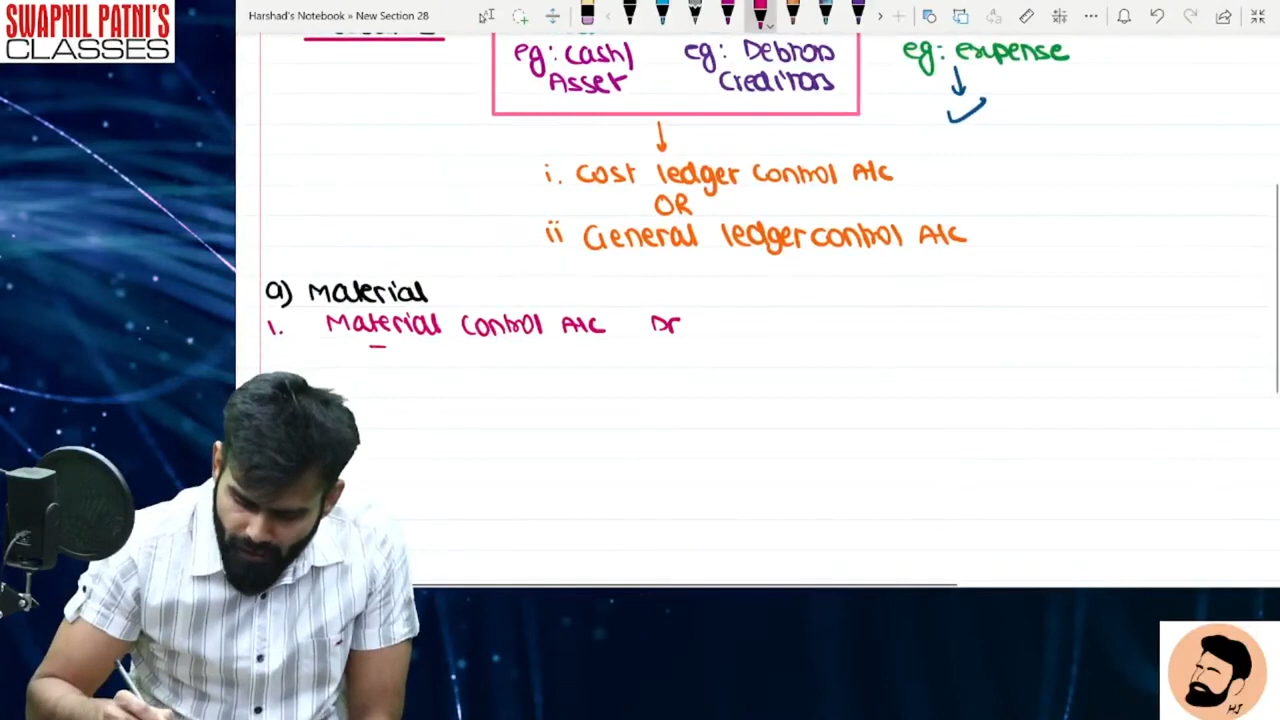 SWAPNIL PATNI'S
CLASSES
Harshad's Notebook » New Section 28
eg: Cash/ Asset
eg: Debtors Creditors
eg: expense
i. Cost ledger Control A/c
OR
ii General ledger control A/c
a) Material
1. Material Control A/c Dr
HJ